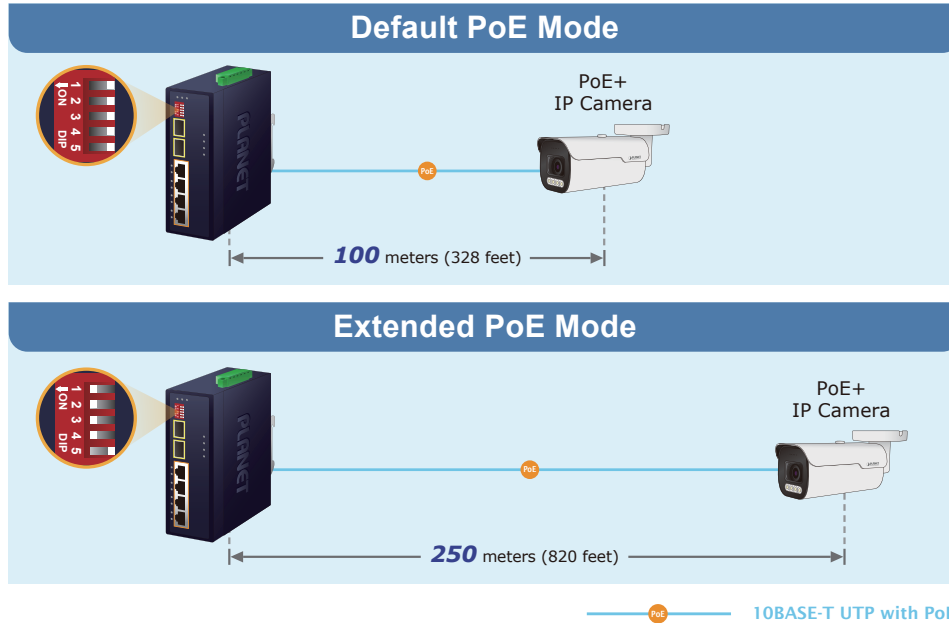 Default PoE Mode
1 2 3 4 5
ON DIP
PLANET
PoE+
IP Camera
PoE
100 meters (328 feet)
Extended PoE Mode
1 2 3 4 5
ON DIP
PLANET
PoE+
IP Camera
PoE
250 meters (820 feet)
PoE 10BASE-T UTP with Po